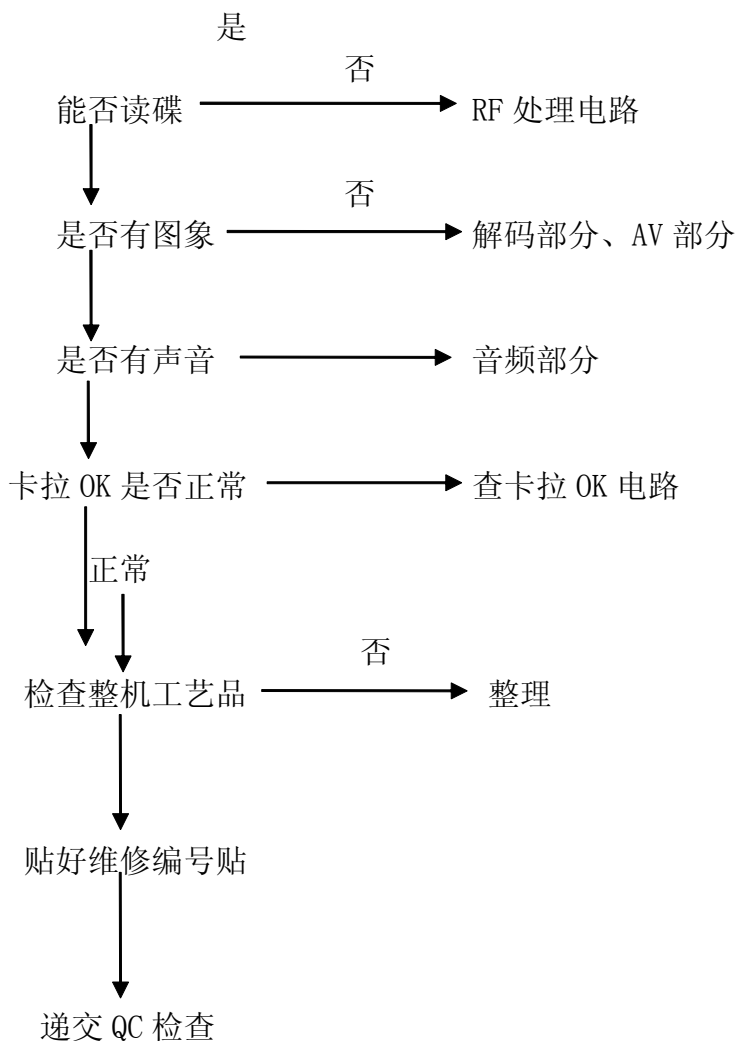 是
否
能否读碟 RF 处理电路
否
是否有图象 解码部分、AV 部分
是否有声音 音频部分
卡拉 OK 是否正常 查卡拉 OK 电路
正常
否
检查整机工艺品 整理
贴好维修编号贴
递交 QC 检查